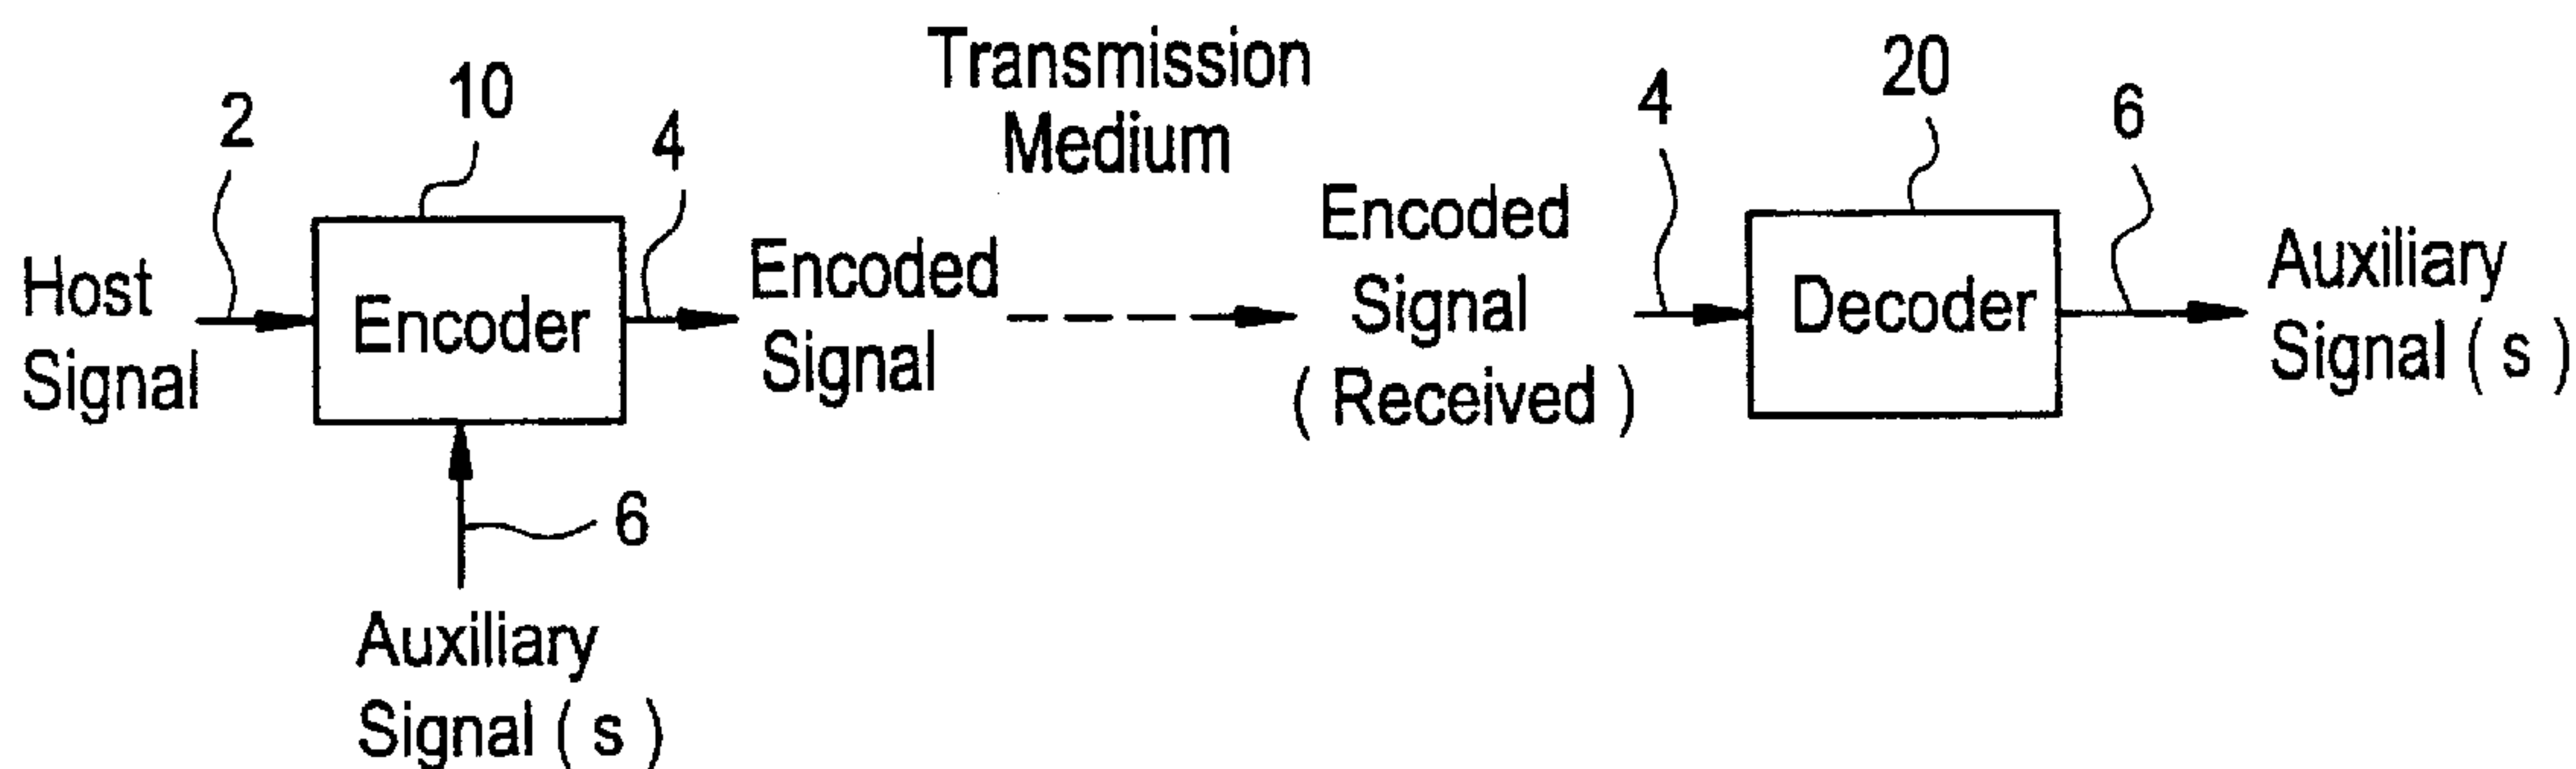 2
10
4
Transmission
Medium
4
20
6
Host
Signal
Encoder
Encoded
Signal
Encoded
Signal
( Received )
Decoder
Auxiliary
Signal ( s )
6
Auxiliary
Signal ( s )